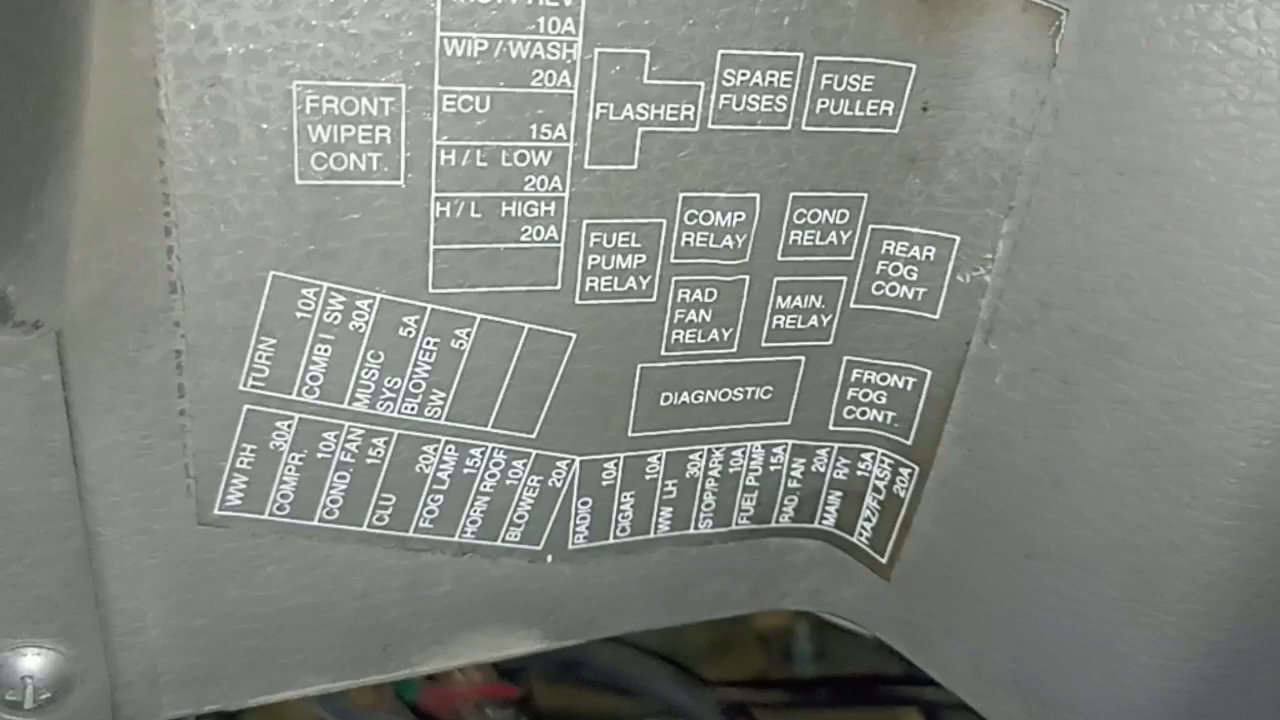 10A
WIP / WASH
20A
ECU
15A
H / L LOW
20A
H / L HIGH
20A
FRONT
WIPER
CONT.
FLASHER
SPARE
FUSES
FUSE
PULLER
FUEL
PUMP
RELAY
COMP
RELAY
COND
RELAY
REAR
FOG
CONT
RAD
FAN
RELAY
MAIN.
RELAY
DIAGNOSTIC
FRONT
FOG
CONT.
TURN 10A
COMB I SW 30A
MUSIC
SYS 5A
BLOWER
SW 5A
WW RH 30A
COMPR. 10A
COND. FAN 15A
CLU 20A
FOG LAMP 15A
HORN ROOF 10A
BLOWER 20A
RADIO 10A
CIGAR 10A
WW LH 30A
STOP/PARK 10A
FUEL PUMP 15A
RAD. FAN 20A
MAIN R/Y 15A
HAZ/FLASH 20A